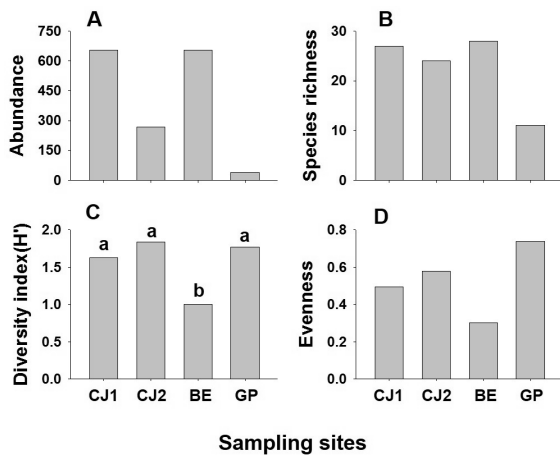 A
Abundance
750
600
450
300
150
0
B
Species richness
30
20
10
0
C
Diversity index(H')
2.0
1.5
1.0
0.5
0.0
a
a
b
a
CJ1 CJ2 BE GP
D
Evenness
0.8
0.6
0.4
0.2
0.0
CJ1 CJ2 BE GP
Sampling sites